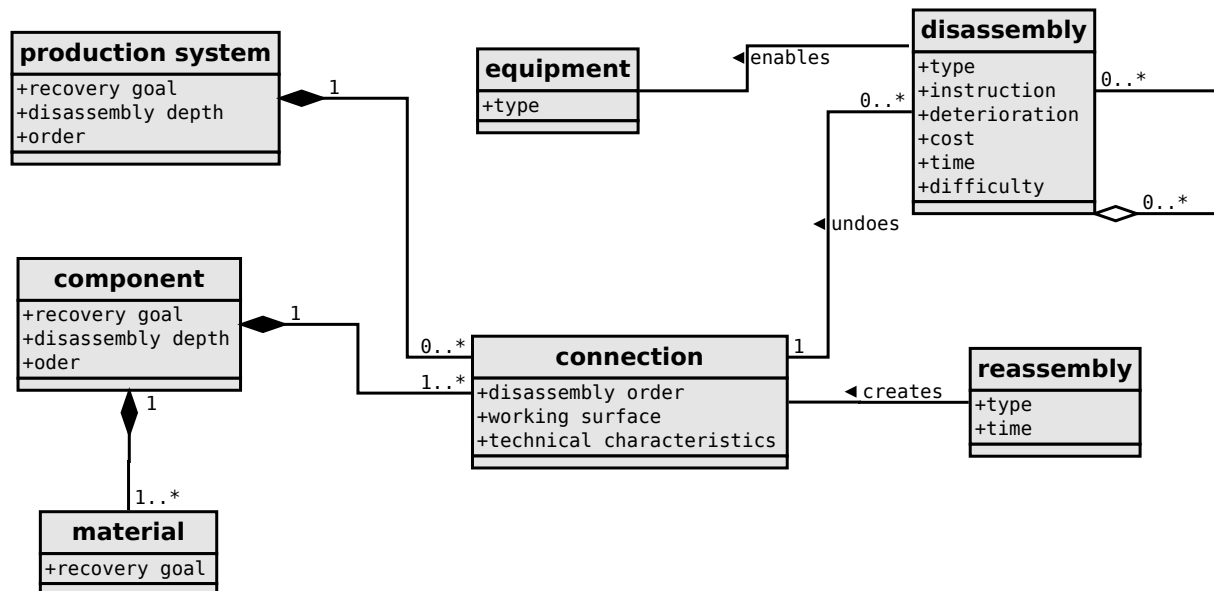 production system
+recovery goal
+disassembly depth
+order
1
equipment
+type
◄enables
disassembly
+type
+instruction
+deterioration
+cost
+time
+difficulty
0..*
0..*
0..*
◄undoes
component
+recovery goal
+disassembly depth
+oder
1
1
0..*
1..*
connection
+disassembly order
+working surface
+technical characteristics
1
◄creates
reassembly
+type
+time
1..*
material
+recovery goal